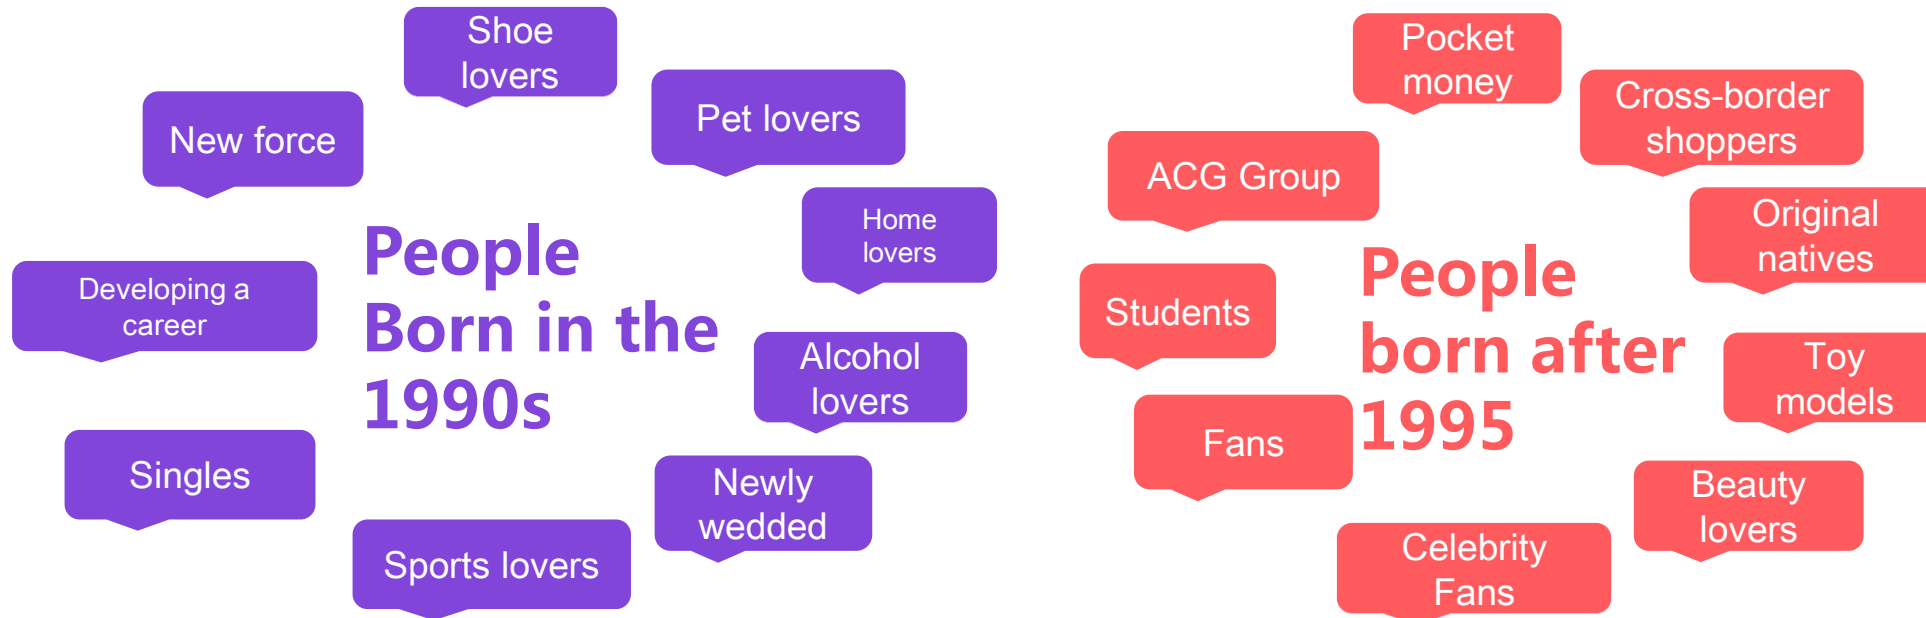 Shoe
lovers
Pet lovers
New force
Home
lovers
People
Born in the
1990s
Developing a
career
Alcohol
lovers
Singles
Newly
wedded
Sports lovers
Pocket
money
Cross-border
shoppers
ACG Group
Original
natives
People
born after
1995
Students
Toy
models
Fans
Beauty
lovers
Celebrity
Fans